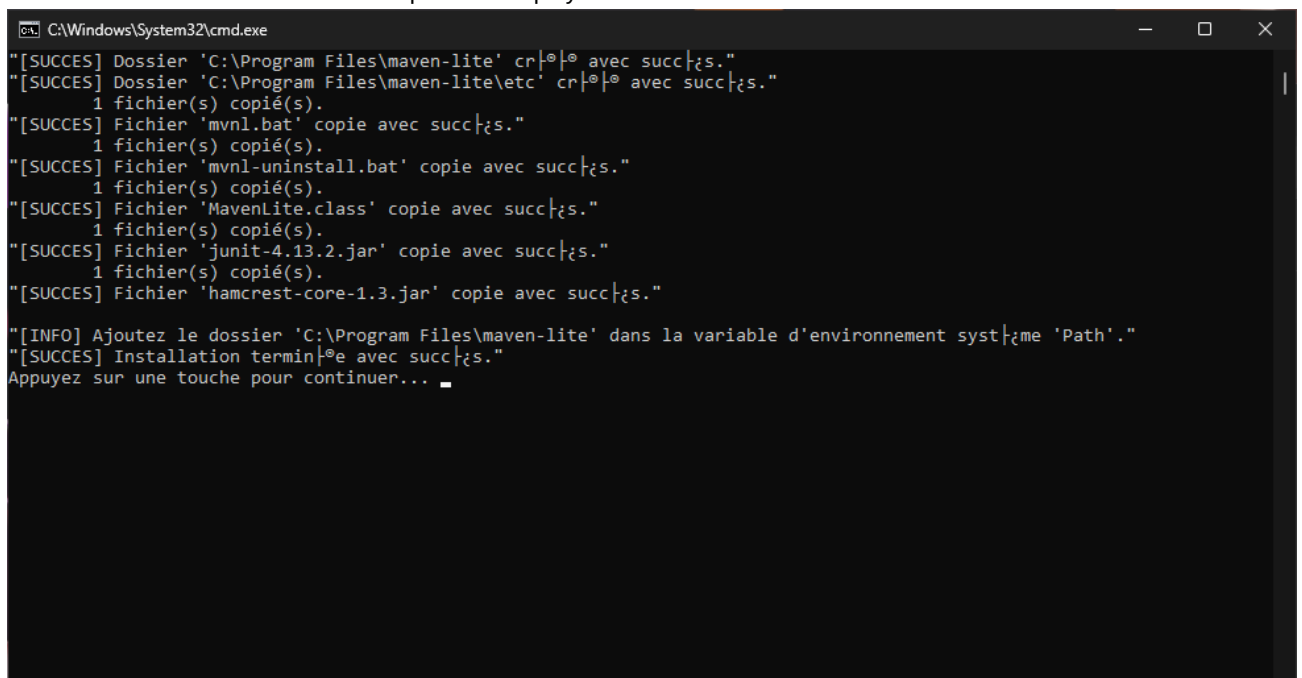 C:\Windows\System32\cmd.exe
"[SUCCES] Dossier 'C:\Program Files\maven-lite' cr├®├® avec succ├¿s."
"[SUCCES] Dossier 'C:\Program Files\maven-lite\etc' cr├®├® avec succ├¿s."
1 fichier(s) copié(s).
"[SUCCES] Fichier 'mvnl.bat' copie avec succ├¿s."
1 fichier(s) copié(s).
"[SUCCES] Fichier 'mvnl-uninstall.bat' copie avec succ├¿s."
1 fichier(s) copié(s).
"[SUCCES] Fichier 'MavenLite.class' copie avec succ├¿s."
1 fichier(s) copié(s).
"[SUCCES] Fichier 'junit-4.13.2.jar' copie avec succ├¿s."
1 fichier(s) copié(s).
"[SUCCES] Fichier 'hamcrest-core-1.3.jar' copie avec succ├¿s."
"[INFO] Ajoutez le dossier 'C:\Program Files\maven-lite' dans la variable d'environnement syst├¿me 'Path'."
"[SUCCES] Installation termin├®e avec succ├¿s."
Appuyez sur une touche pour continuer...